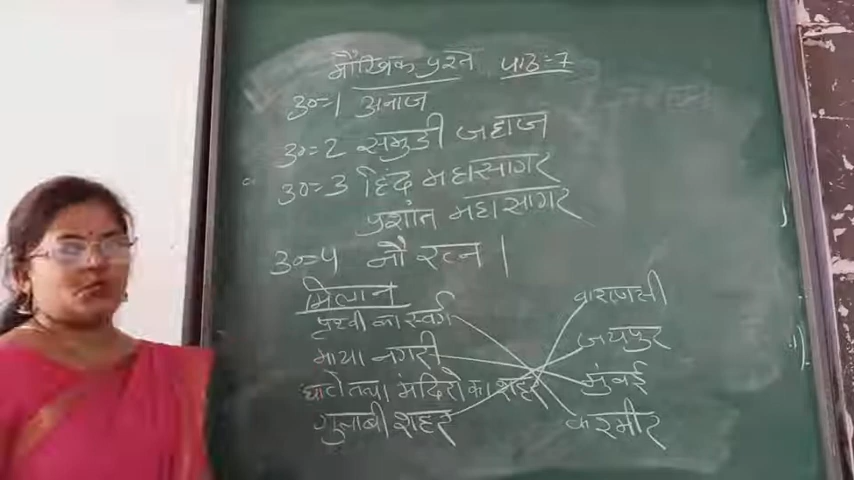 मौखिक प्रश्न पाठ-7
उ०-1 अनाज
उ०-2 समुद्री जहाज
उ०-3 हिंद महासागर
प्रशांत महासागर
उ०-4 नौ रत्न।
मिलान
पृथ्वी का स्वर्ग वाराणसी
माया नगरी जयपुर
घाटो तथा मंदिरो का शहर मुंबई
गुलाबी शहर कश्मीर